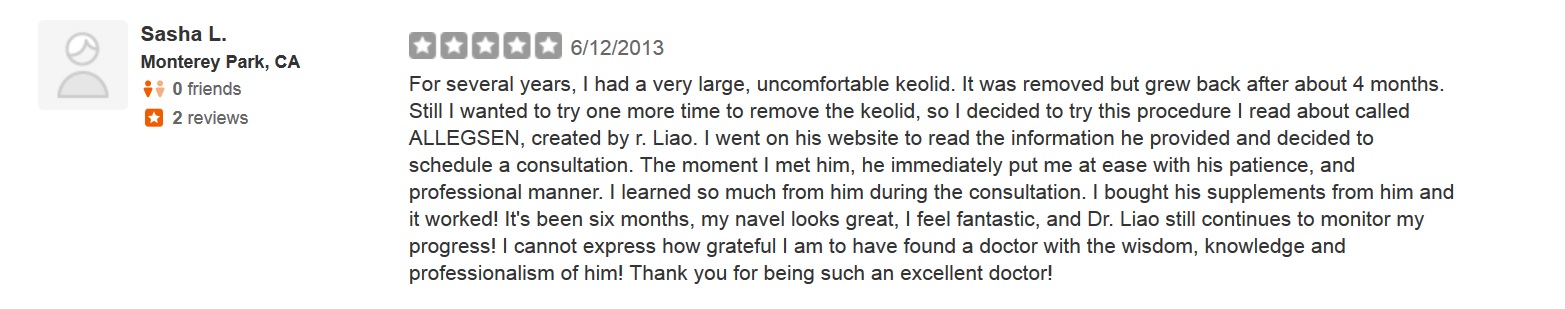 Sasha L.
Monterey Park, CA
0 friends
2 reviews
6/12/2013
For several years, I had a very large, uncomfortable keolid. It was removed but grew back after about 4 months.
Still I wanted to try one more time to remove the keolid, so I decided to try this procedure I read about called
ALLEGSEN, created by r. Liao. I went on his website to read the information he provided and decided to
schedule a consultation. The moment I met him, he immediately put me at ease with his patience, and
professional manner. I learned so much from him during the consultation. I bought his supplements from him and
it worked! It's been six months, my navel looks great, I feel fantastic, and Dr. Liao still continues to monitor my
progress! I cannot express how grateful I am to have found a doctor with the wisdom, knowledge and
professionalism of him! Thank you for being such an excellent doctor!